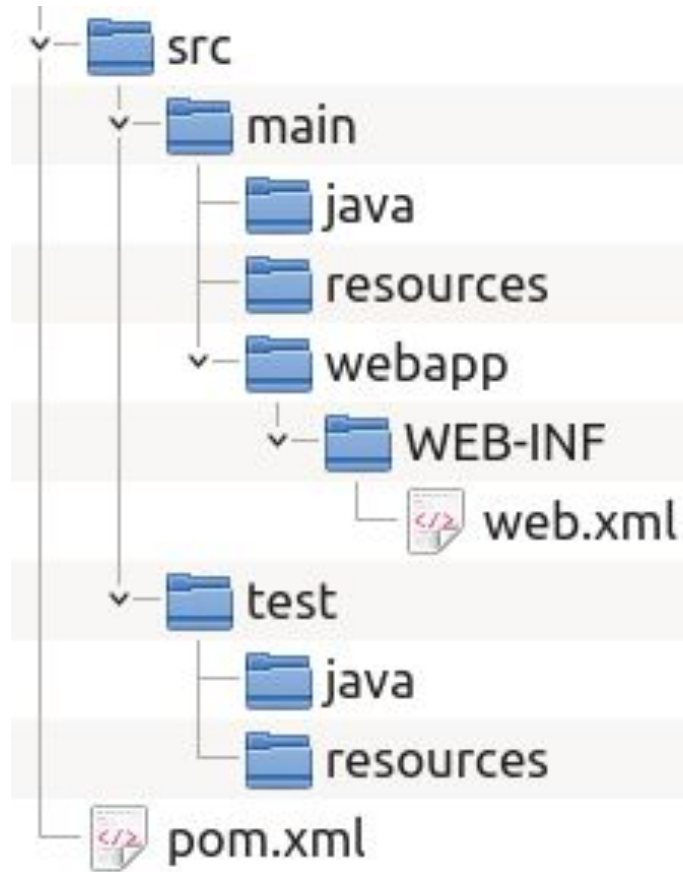 src
main
java
resources
webapp
WEB-INF
web.xml
test
java
resources
pom.xml